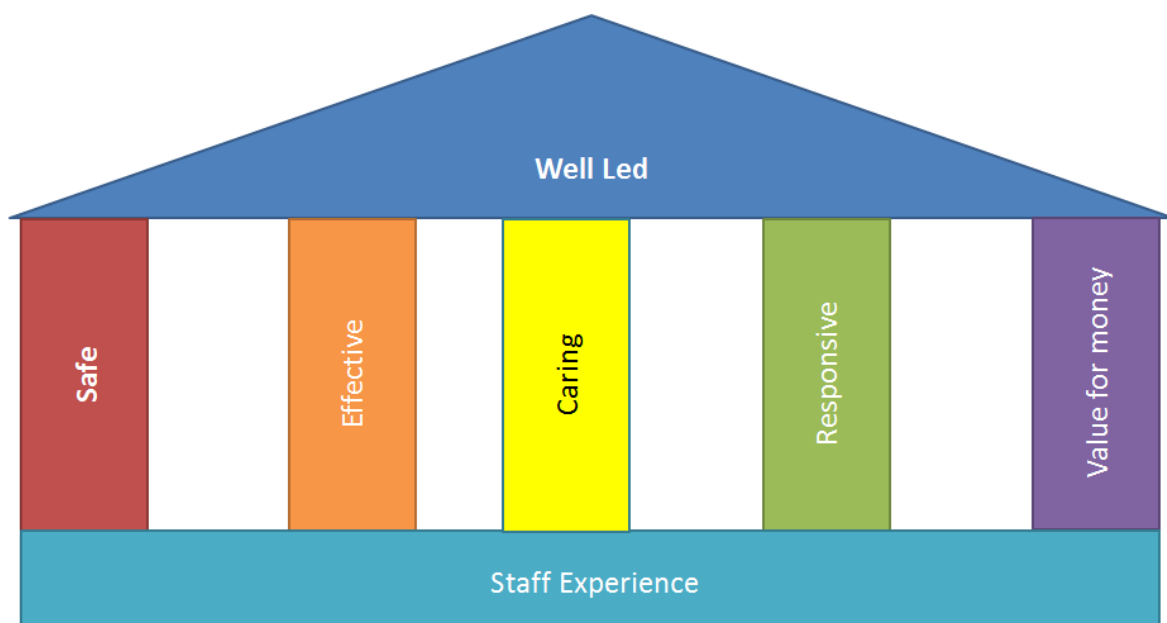 Well Led
Safe
Effective
Caring
Responsive
Value for money
Staff Experience